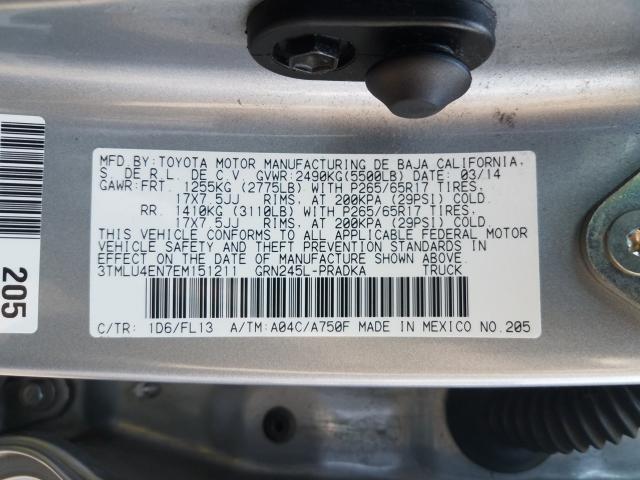 MFD.BY:TOYOTA MOTOR MANUFACTURING DE BAJA CALIFORNIA,
S. DE R.L. DE C.V. GVWR:2490KG(5500LB) DATE: 03/14
GAWR:FRT. 1255KG (2775LB) WITH P265/65R17 TIRES,
17X7.5JJ RIMS, AT 200KPA (29PSI) COLD.
RR. 1410KG (3110LB) WITH P265/65R17 TIRES,
17X7.5JJ RIMS, AT 200KPA (29PSI) COLD.
THIS VEHICLE CONFORMS TO ALL APPLICABLE FEDERAL MOTOR
VEHICLE SAFETY AND THEFT PREVENTION STANDARDS IN
EFFECT ON THE DATE OF MANUFACTURE SHOWN ABOVE.
3TMLU4EN7EM151211 GRN245L-PRADKA TRUCK
C/TR: 1D6/FL13 A/TM:A04C/A750F MADE IN MEXICO NO.205
205